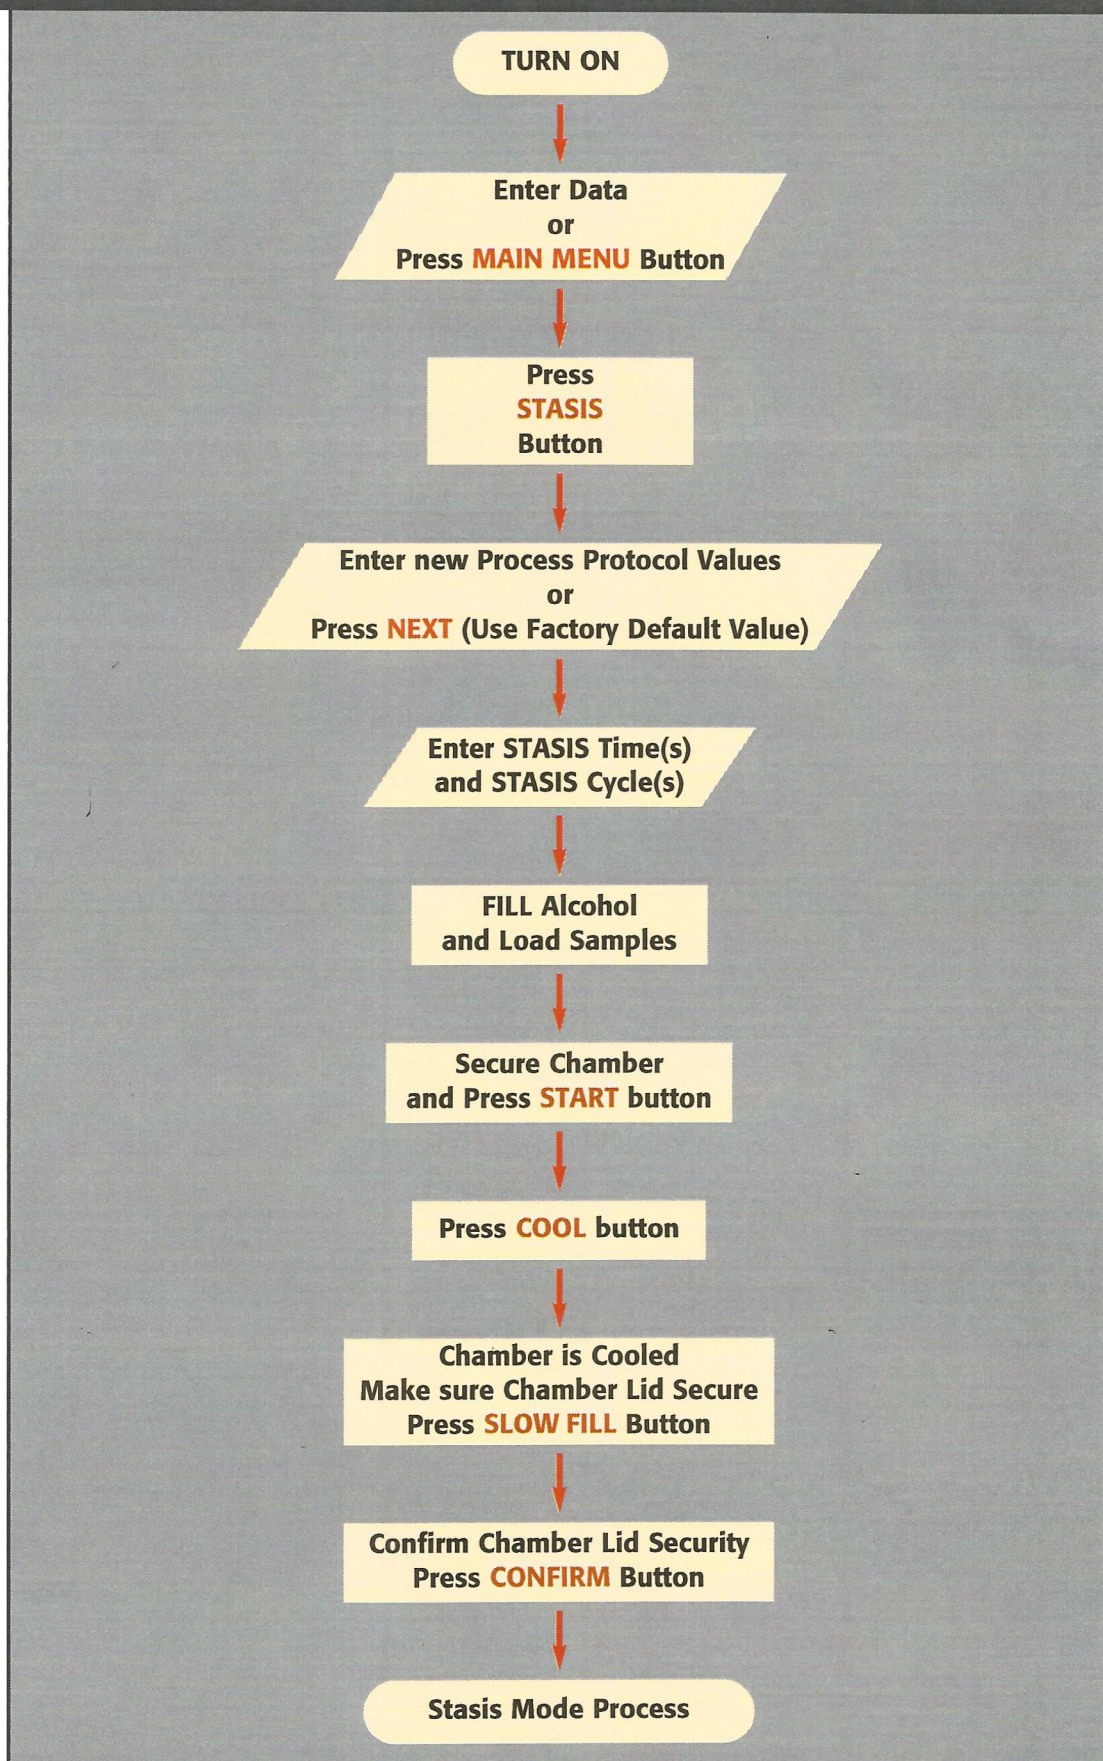 TURN ON
Enter Data
or
Press MAIN MENU Button
Press
STASIS
Button
Enter new Process Protocol Values
or
Press NEXT (Use Factory Default Value)
Enter STASIS Time(s)
and STASIS Cycle(s)
FILL Alcohol
and Load Samples
Secure Chamber
and Press START button
Press COOL button
Chamber is Cooled
Make sure Chamber Lid Secure
Press SLOW FILL Button
Confirm Chamber Lid Security
Press CONFIRM Button
Stasis Mode Process